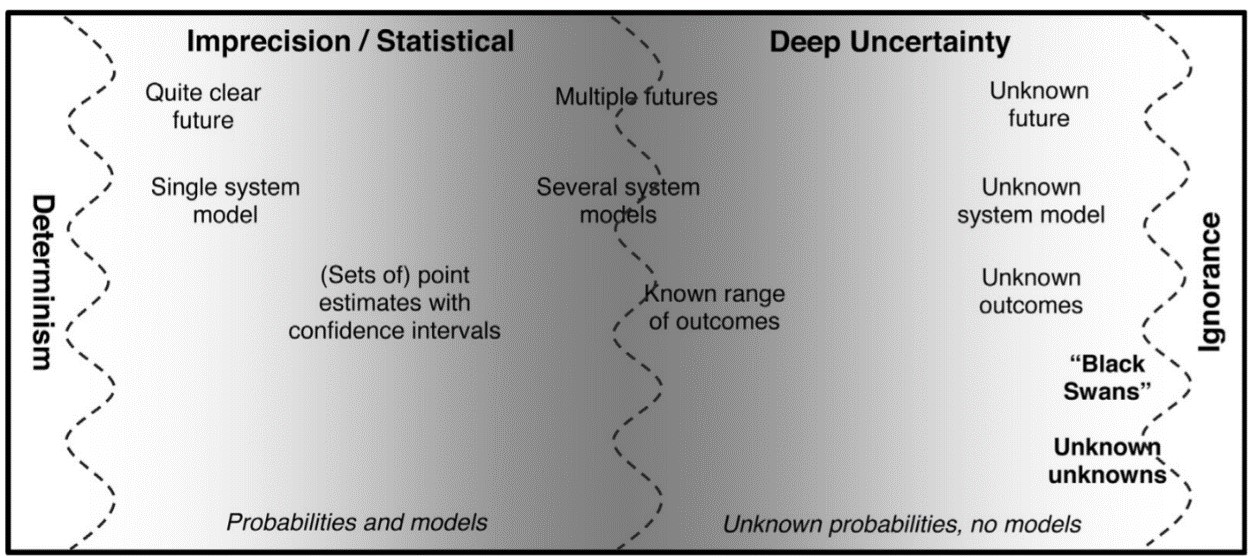 Imprecision / Statistical
Deep Uncertainty
Quite clear
future
Multiple futures
Unknown
future
Single system
model
Several system
models
Unknown
system model
(Sets of) point
estimates with
confidence intervals
Known range
of outcomes
Unknown
outcomes
“Black
Swans”
Unknown
unknowns
Probabilities and models
Unknown probabilities, no models
Determinism
Ignorance